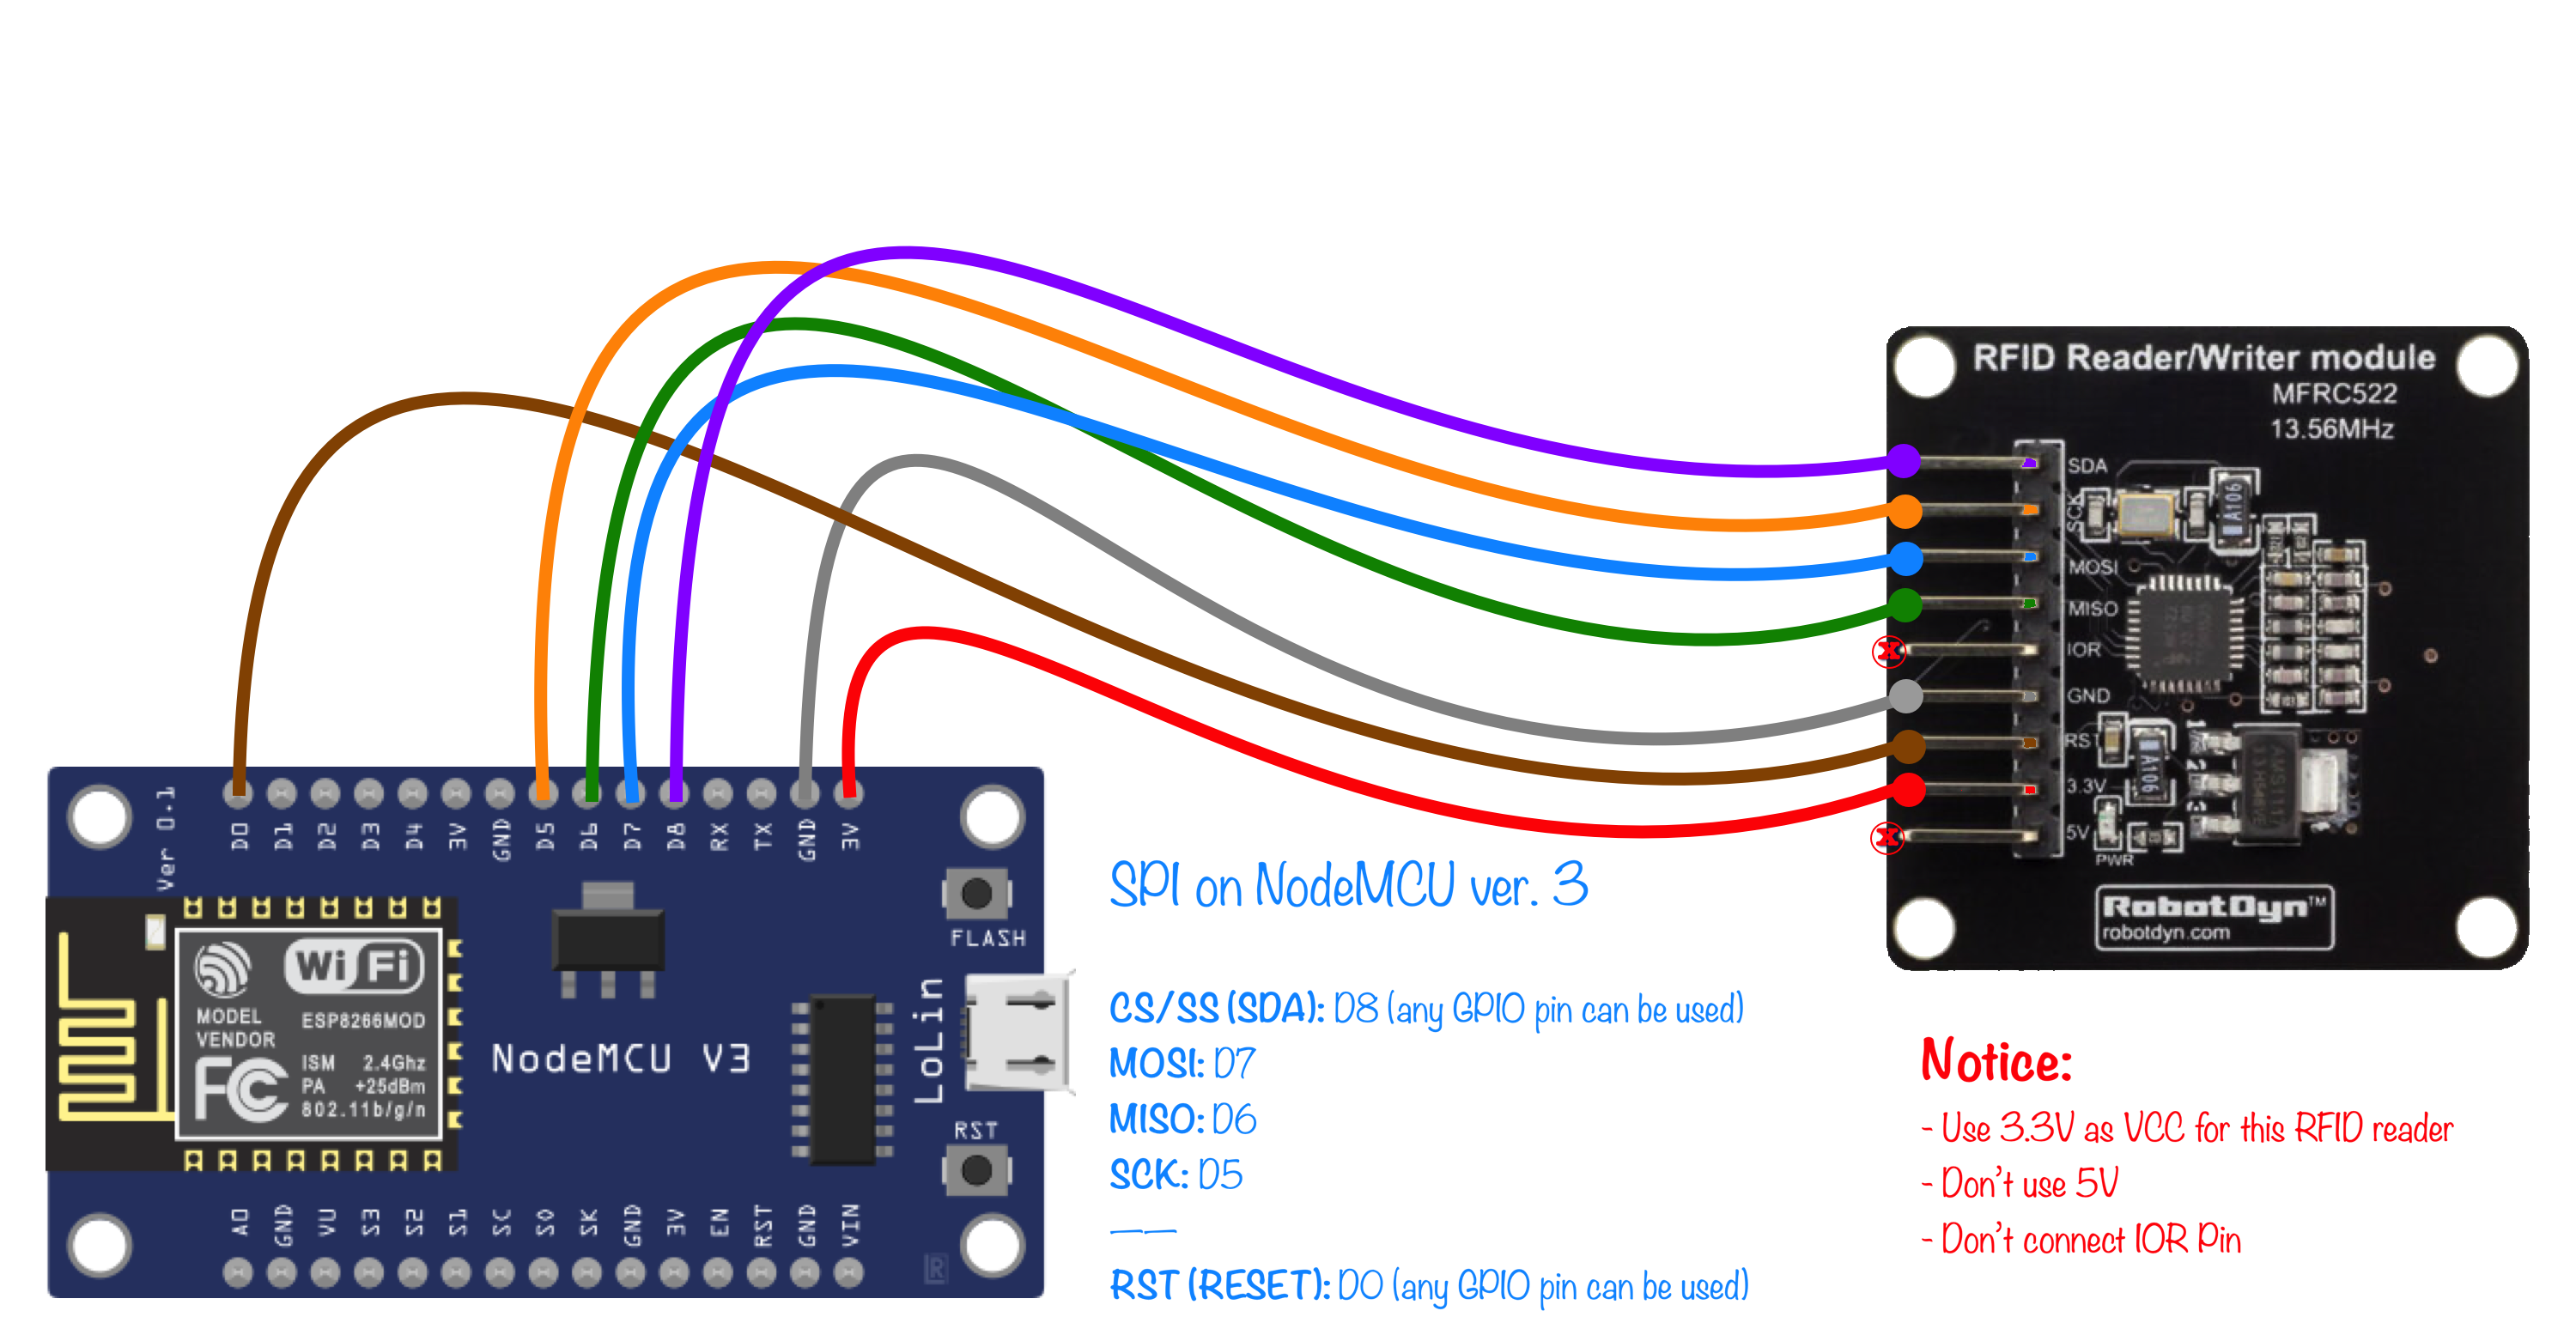 RFID Reader/Writer module
MFRC522
13.56MHz
SDA
SCK
MOSI
MISO
IOR
GND
RST
3.3V
5V
PWR
A106
A106
RobotDyn™
robotdyn.com
X
X
Ver 0.1
D0 D1 D2 D3 D4 3V GND D5 D6 D7 D8 RX TX GND 3V
FLASH
WiFi
MODEL
VENDOR
ESP8266MOD
FC
ISM 2.4Ghz
PA +25dBm
802.11b/g/n
NodeMCU V3
LoLin
RST
A0 GND VU S3 S2 S1 SC S0 SK GND 3V EN RST GND VIN
R
SPI on NodeMCU ver. 3
CS/SS (SDA): D8 (any GPIO pin can be used)
MOSI: D7
MISO: D6
SCK: D5
——
RST (RESET): D0 (any GPIO pin can be used)
Notice:
- Use 3.3V as VCC for this RFID reader
- Don't use 5V
- Don't connect IOR Pin